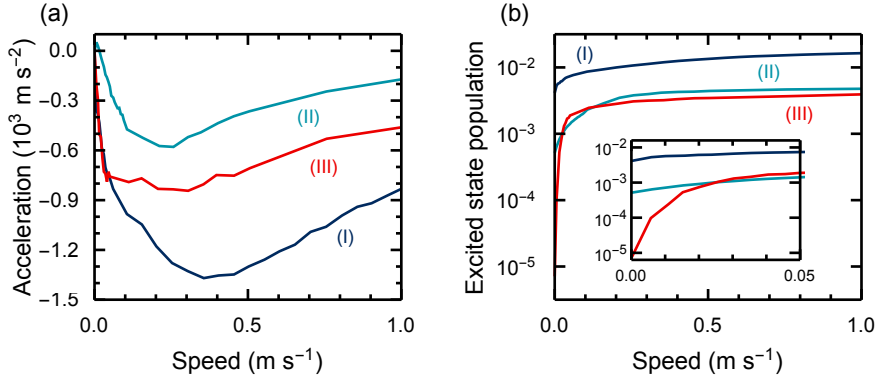 (a)
Acceleration (10³ m s⁻²)
0.0
−0.3
−0.6
−0.9
−1.2
−1.5
(II)
(III)
(I)
0.0
0.5
1.0
Speed (m s⁻¹)
(b)
Excited state population
10⁻²
10⁻³
10⁻⁴
10⁻⁵
(I)
(II)
(III)
10⁻²
10⁻³
10⁻⁵
0.00
0.05
0.0
0.5
1.0
Speed (m s⁻¹)